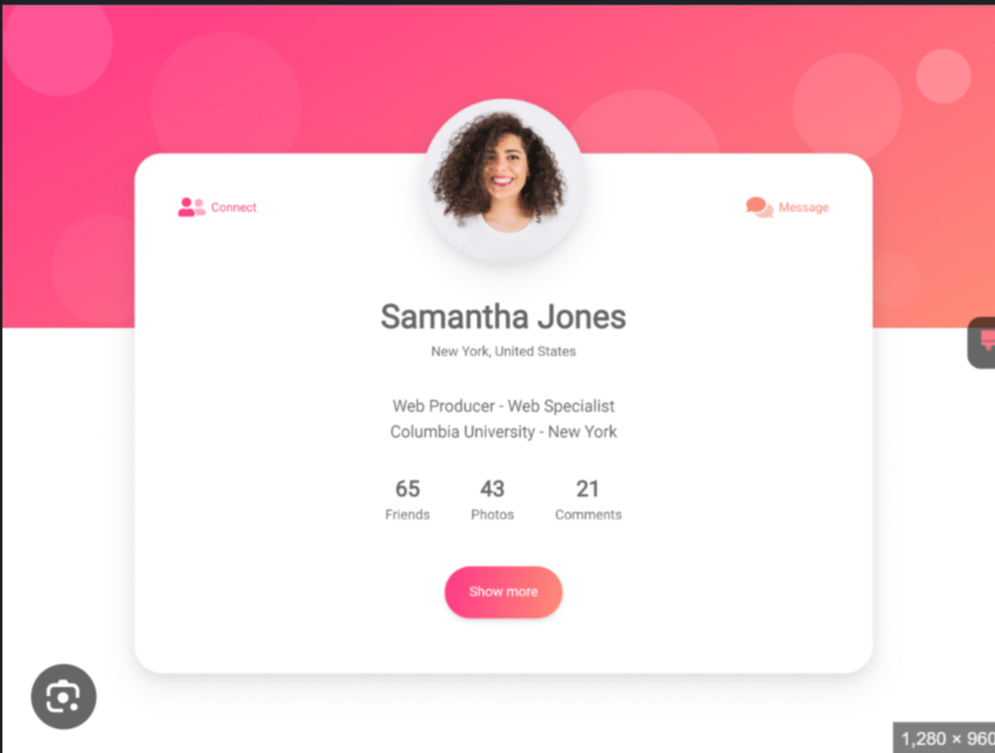 Connect
Message
Samantha Jones
New York, United States
Web Producer - Web Specialist
Columbia University - New York
65 43 21
Friends Photos Comments
Show more
1,280 × 960